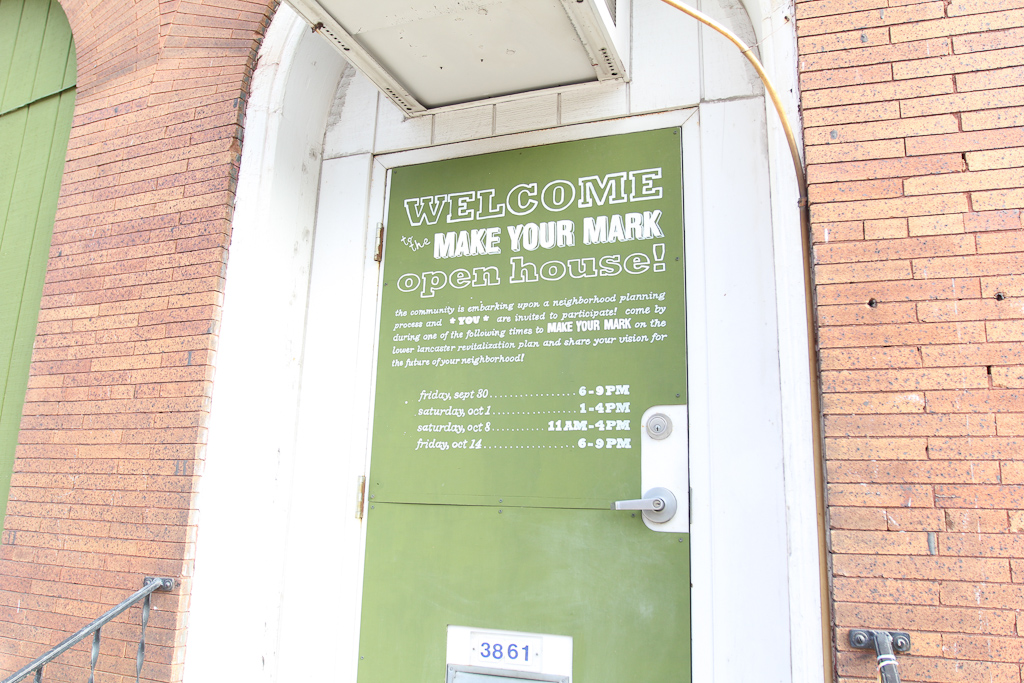 WELCOME
to the MAKE YOUR MARK
open house!
the community is embarking upon a neighborhood planning
process and *YOU* are invited to participate! come by
during one of the following times to MAKE YOUR MARK on the
lower lancaster revitalization plan and share your vision for
the future of your neighborhood!
friday, sept 30..................6-9PM
saturday, oct 1.................1-4PM
saturday, oct 8..........11AM-4PM
friday, oct 14...................6-9PM
3861